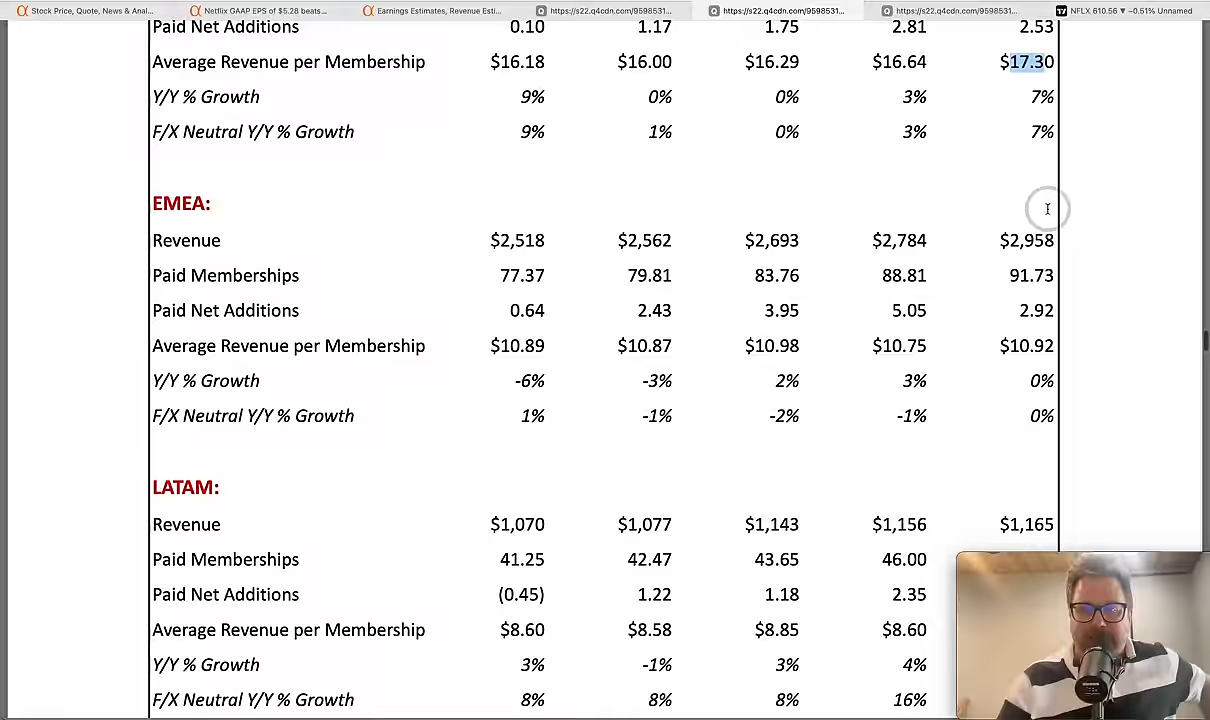 Stock Price, Quote, News & Anal... Netflix GAAP EPS of $5.28 beats... Earnings Estimates, Revenue Esti... https://s22.q4cdn.com/9598531... https://s22.q4cdn.com/9598531... https://s22.q4cdn.com/9598531... NFLX 610.56 ▼ −0.51% Unnamed
Paid Net Additions 0.10 1.17 1.75 2.81 2.53
Average Revenue per Membership $16.18 $16.00 $16.29 $16.64 $17.30
Y/Y % Growth 9% 0% 0% 3% 7%
F/X Neutral Y/Y % Growth 9% 1% 0% 3% 7%
EMEA:
Revenue $2,518 $2,562 $2,693 $2,784 $2,958
Paid Memberships 77.37 79.81 83.76 88.81 91.73
Paid Net Additions 0.64 2.43 3.95 5.05 2.92
Average Revenue per Membership $10.89 $10.87 $10.98 $10.75 $10.92
Y/Y % Growth -6% -3% 2% 3% 0%
F/X Neutral Y/Y % Growth 1% -1% -2% -1% 0%
LATAM:
Revenue $1,070 $1,077 $1,143 $1,156 $1,165
Paid Memberships 41.25 42.47 43.65 46.00
Paid Net Additions (0.45) 1.22 1.18 2.35
Average Revenue per Membership $8.60 $8.58 $8.85 $8.60
Y/Y % Growth 3% -1% 3% 4%
F/X Neutral Y/Y % Growth 8% 8% 8% 16%